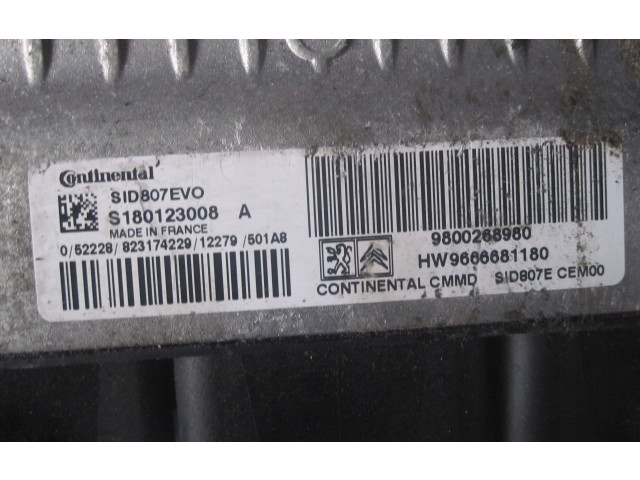 Continental
SID807EVO
S180123008 A
MADE IN FRANCE
0/52228/823174229/12279/501A8
9800268980
HW9666681180
CONTINENTAL CMMD SID807E CEM00